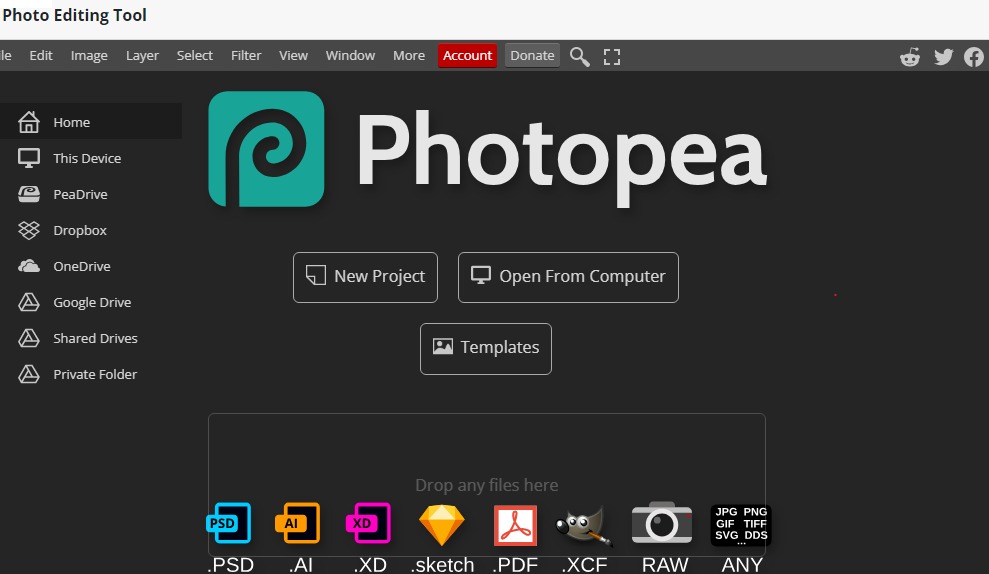 Photo Editing Tool
le Edit Image Layer Select Filter View Window More Account Donate
Home
This Device
PeaDrive
Dropbox
OneDrive
Google Drive
Shared Drives
Private Folder
Photopea
New Project Open From Computer
Templates
Drop any files here
PSD AI XD JPG PNG
GIF TIFF
SVG DDS
...
.PSD .AI .XD .sketch .PDF .XCF RAW ANY